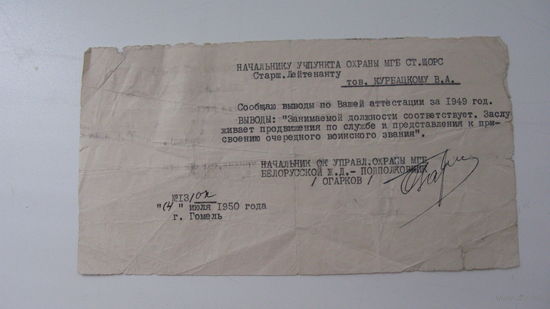 НАЧАЛЬНИКУ УЧПУНКТА ОХРАНЫ МГБ СТ.ЩОРС
Старш.Лейтенанту
тов. КУРБАЦКОМУ В.А.
Сообщаю выводы по Вашей аттестации за 1949 год.
ВЫВОДЫ: "Занимаемой должности соответствует. Заслу
живает продвижения по службе и представления к при-
своению очередного воинского звания".
НАЧАЛЬНИК ОК УПРАВЛ.ОХРАНЫ МГБ
БЕЛОРУССКОЙ Ж.Д.- ПОДПОЛКОВНИК
/ ОГАРКОВ /
№13/ок
"14" июля 1950 года
г. Гомель